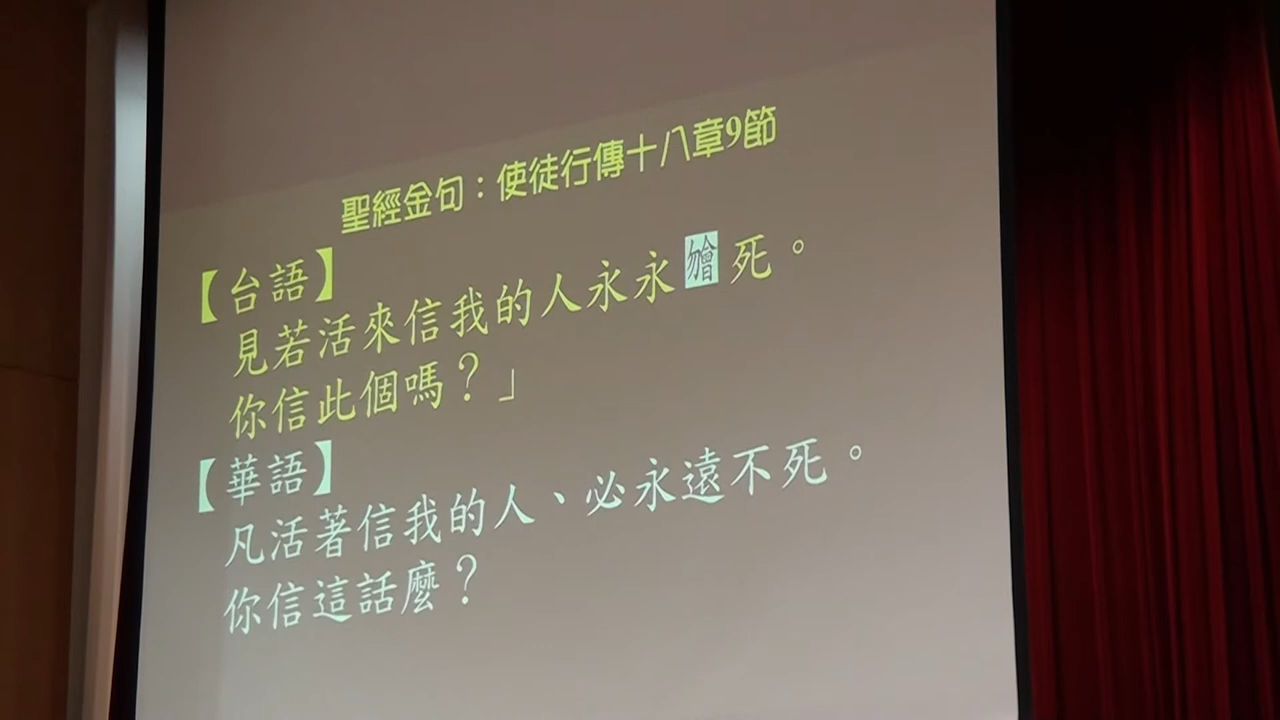 聖經金句：使徒行傳十八章9節
【台語】
見若活來信我的人永永𣍐死。
你信此個嗎？」
【華語】
凡活著信我的人、必永遠不死。
你信這話麼？